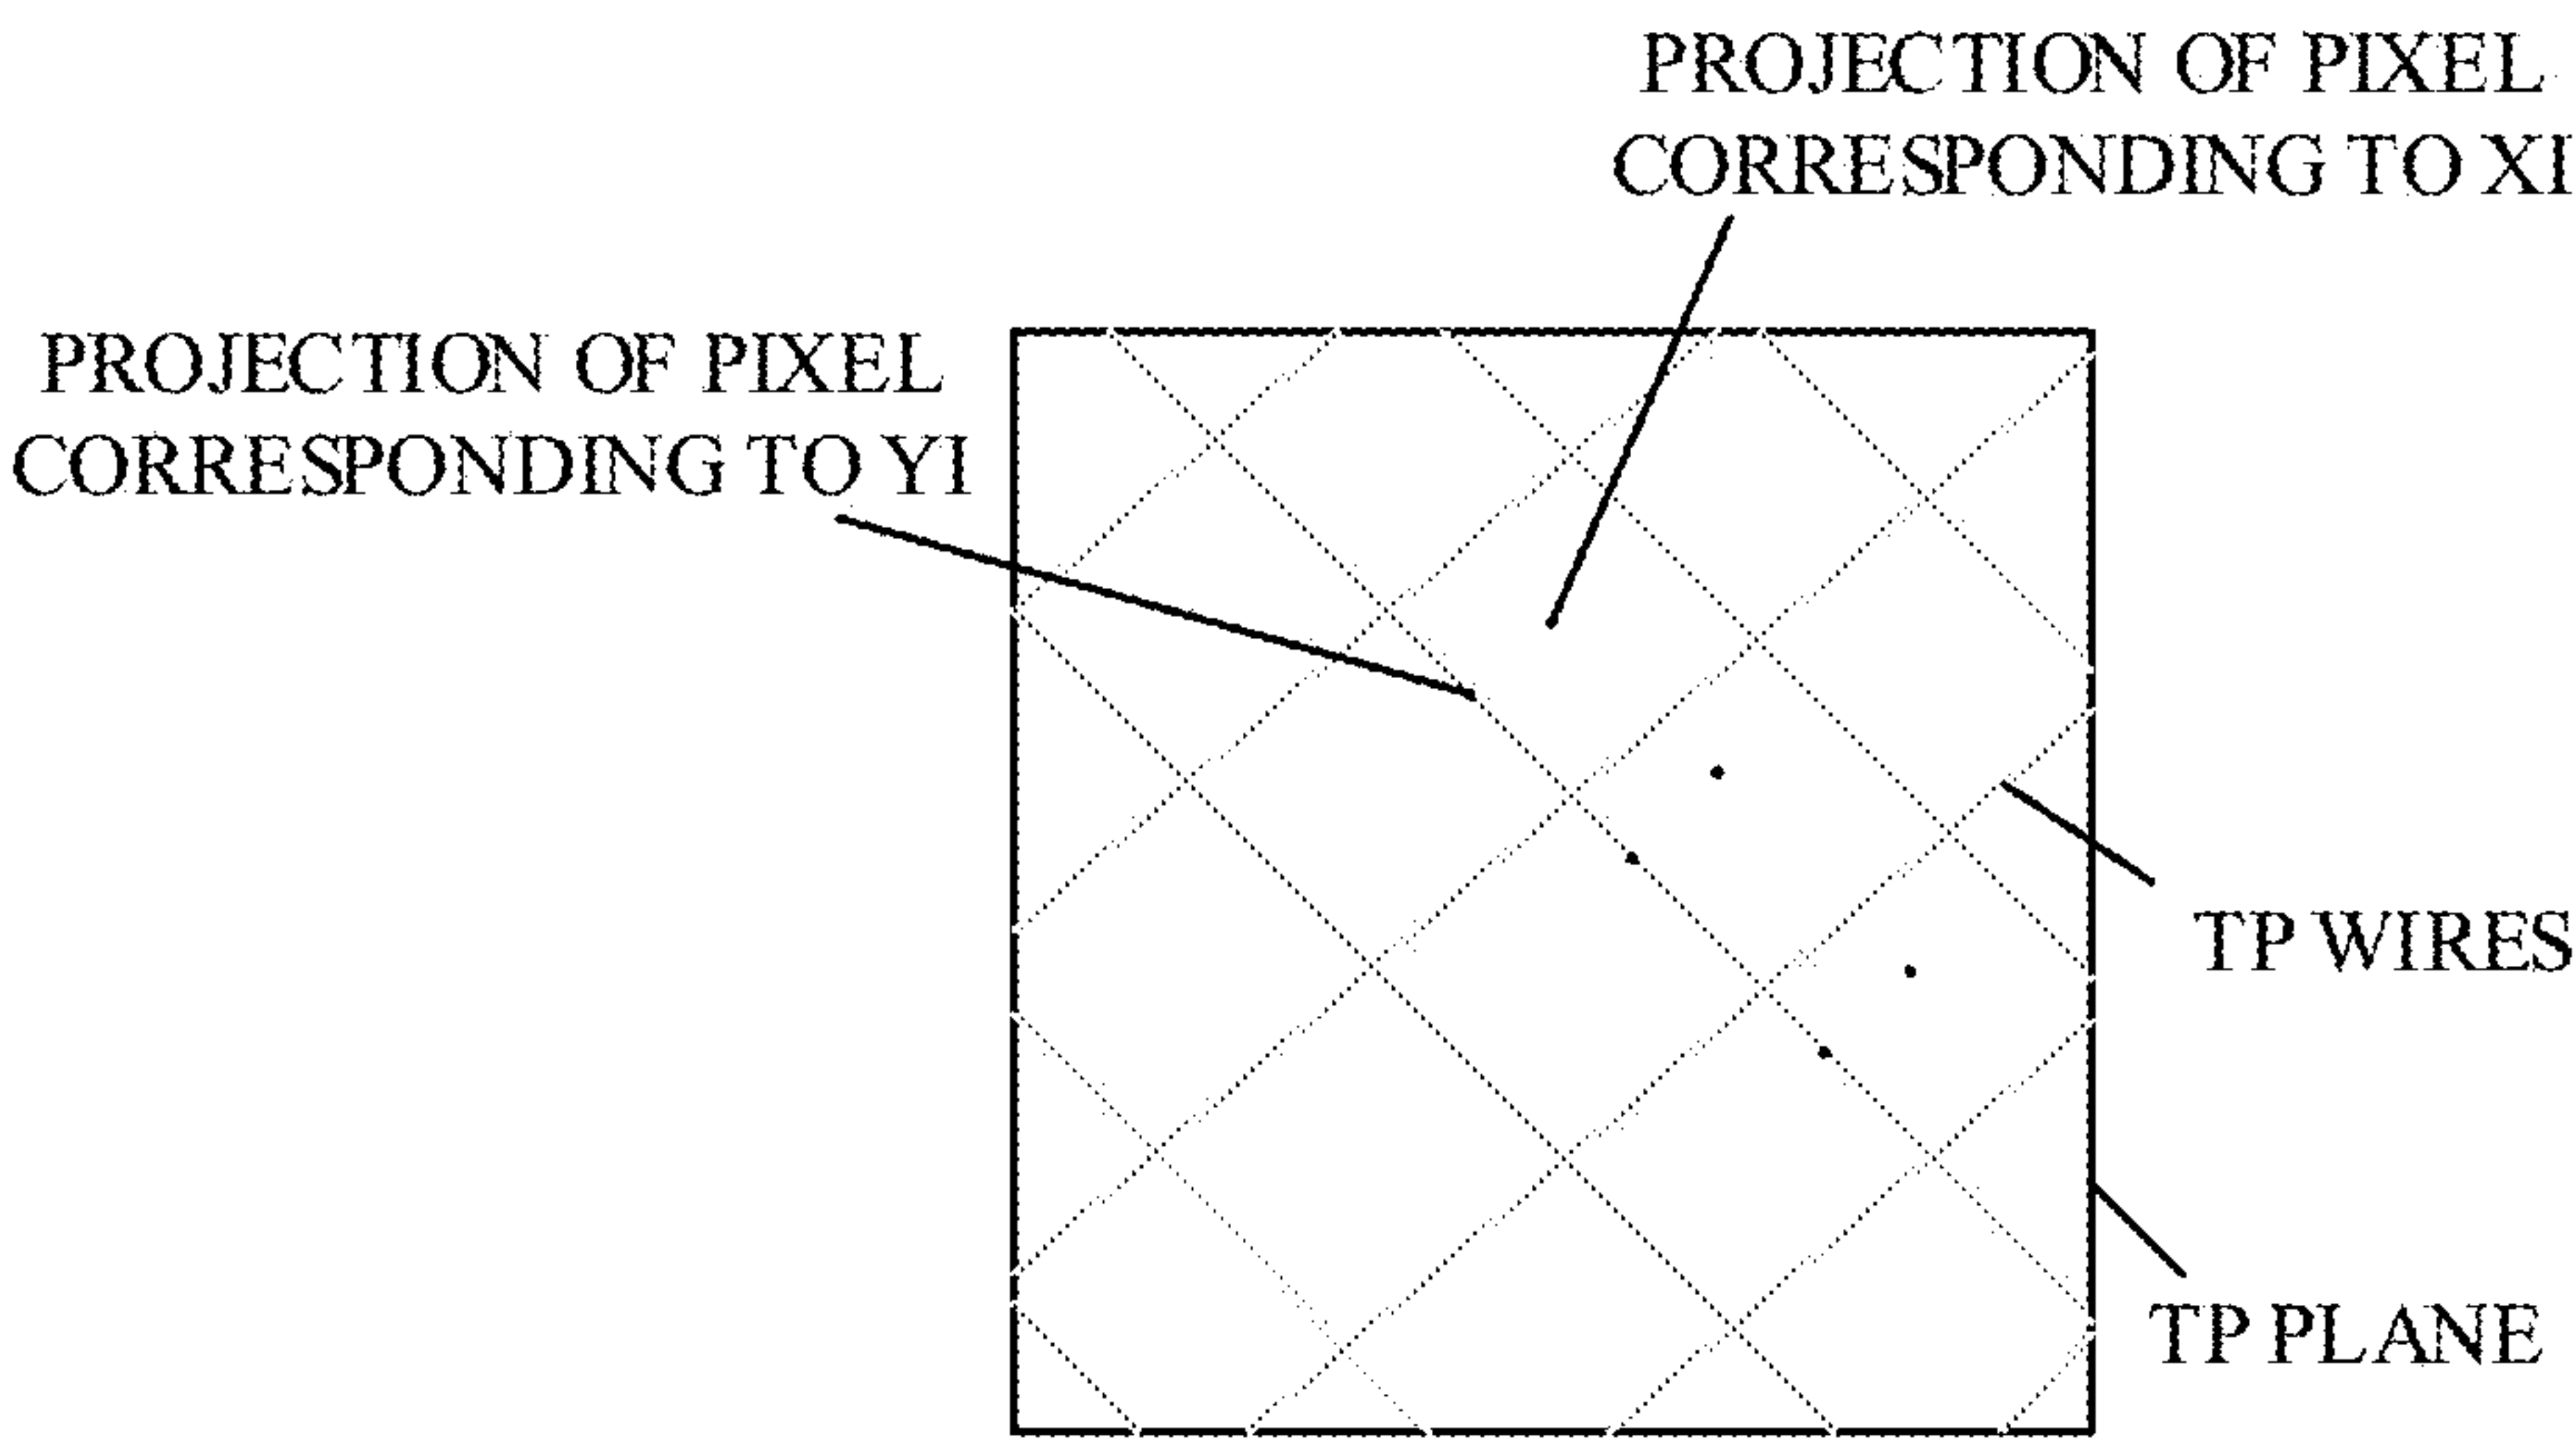 PROJECTION OF PIXEL
CORRESPONDING TO XI
PROJECTION OF PIXEL
CORRESPONDING TO YI
TP WIRES
TP PLANE